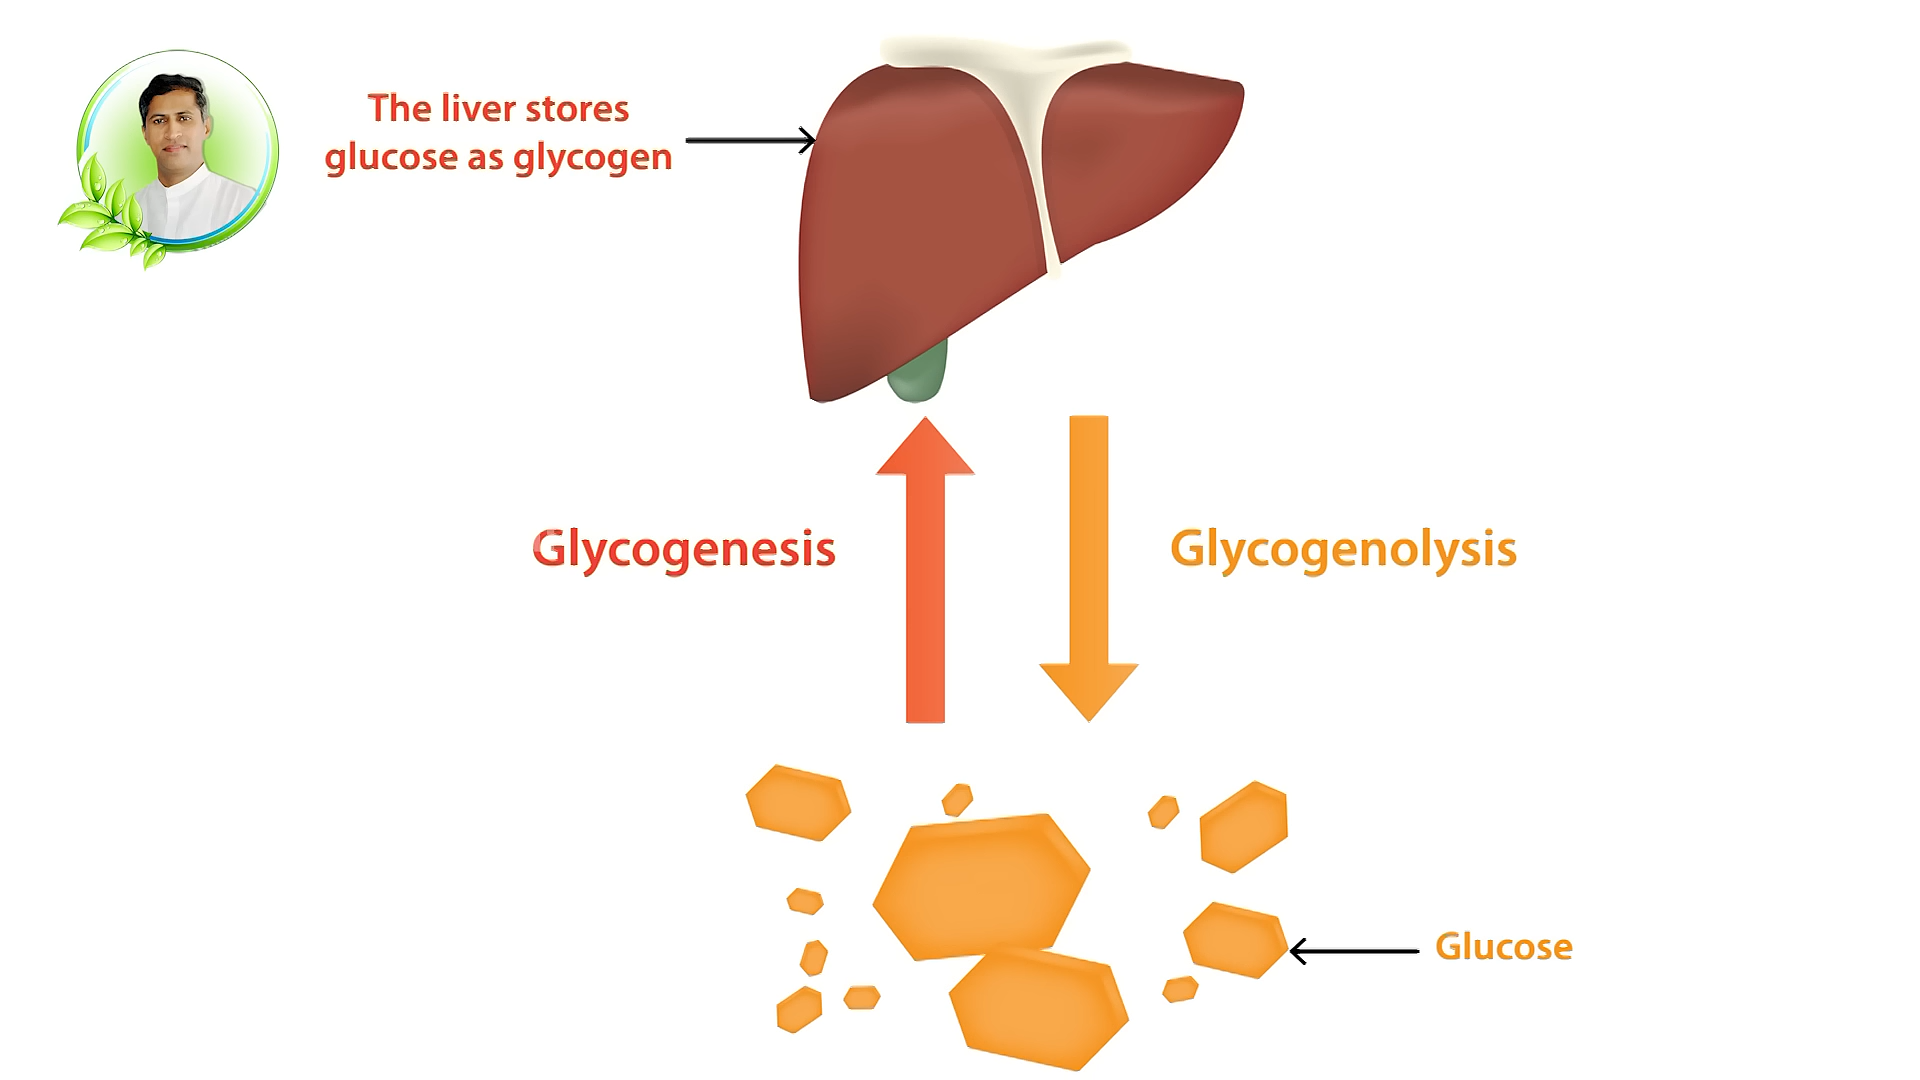 The liver stores
glucose as glycogen
Glycogenesis
Glycogenolysis
Glucose